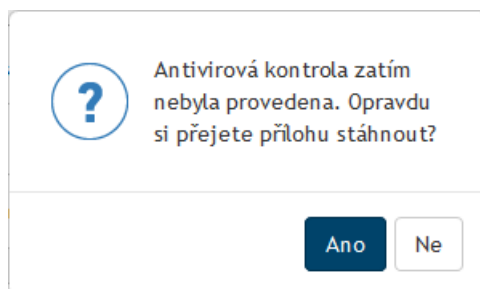 Antivirová kontrola zatím
nebyla provedena. Opravdu
si přejete přílohu stáhnout?
Ano
Ne